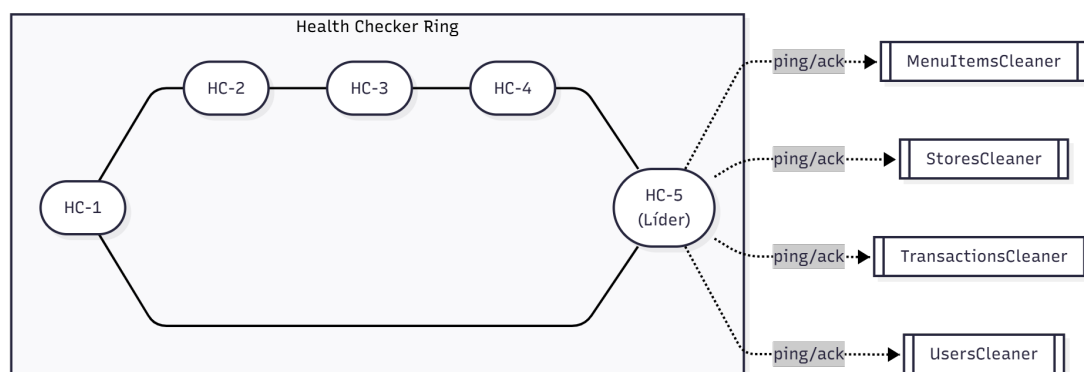 Health Checker Ring
HC-1
HC-2
HC-3
HC-4
HC-5
(Líder)
ping/ack
MenuItemsCleaner
ping/ack
StoresCleaner
ping/ack
TransactionsCleaner
ping/ack
UsersCleaner